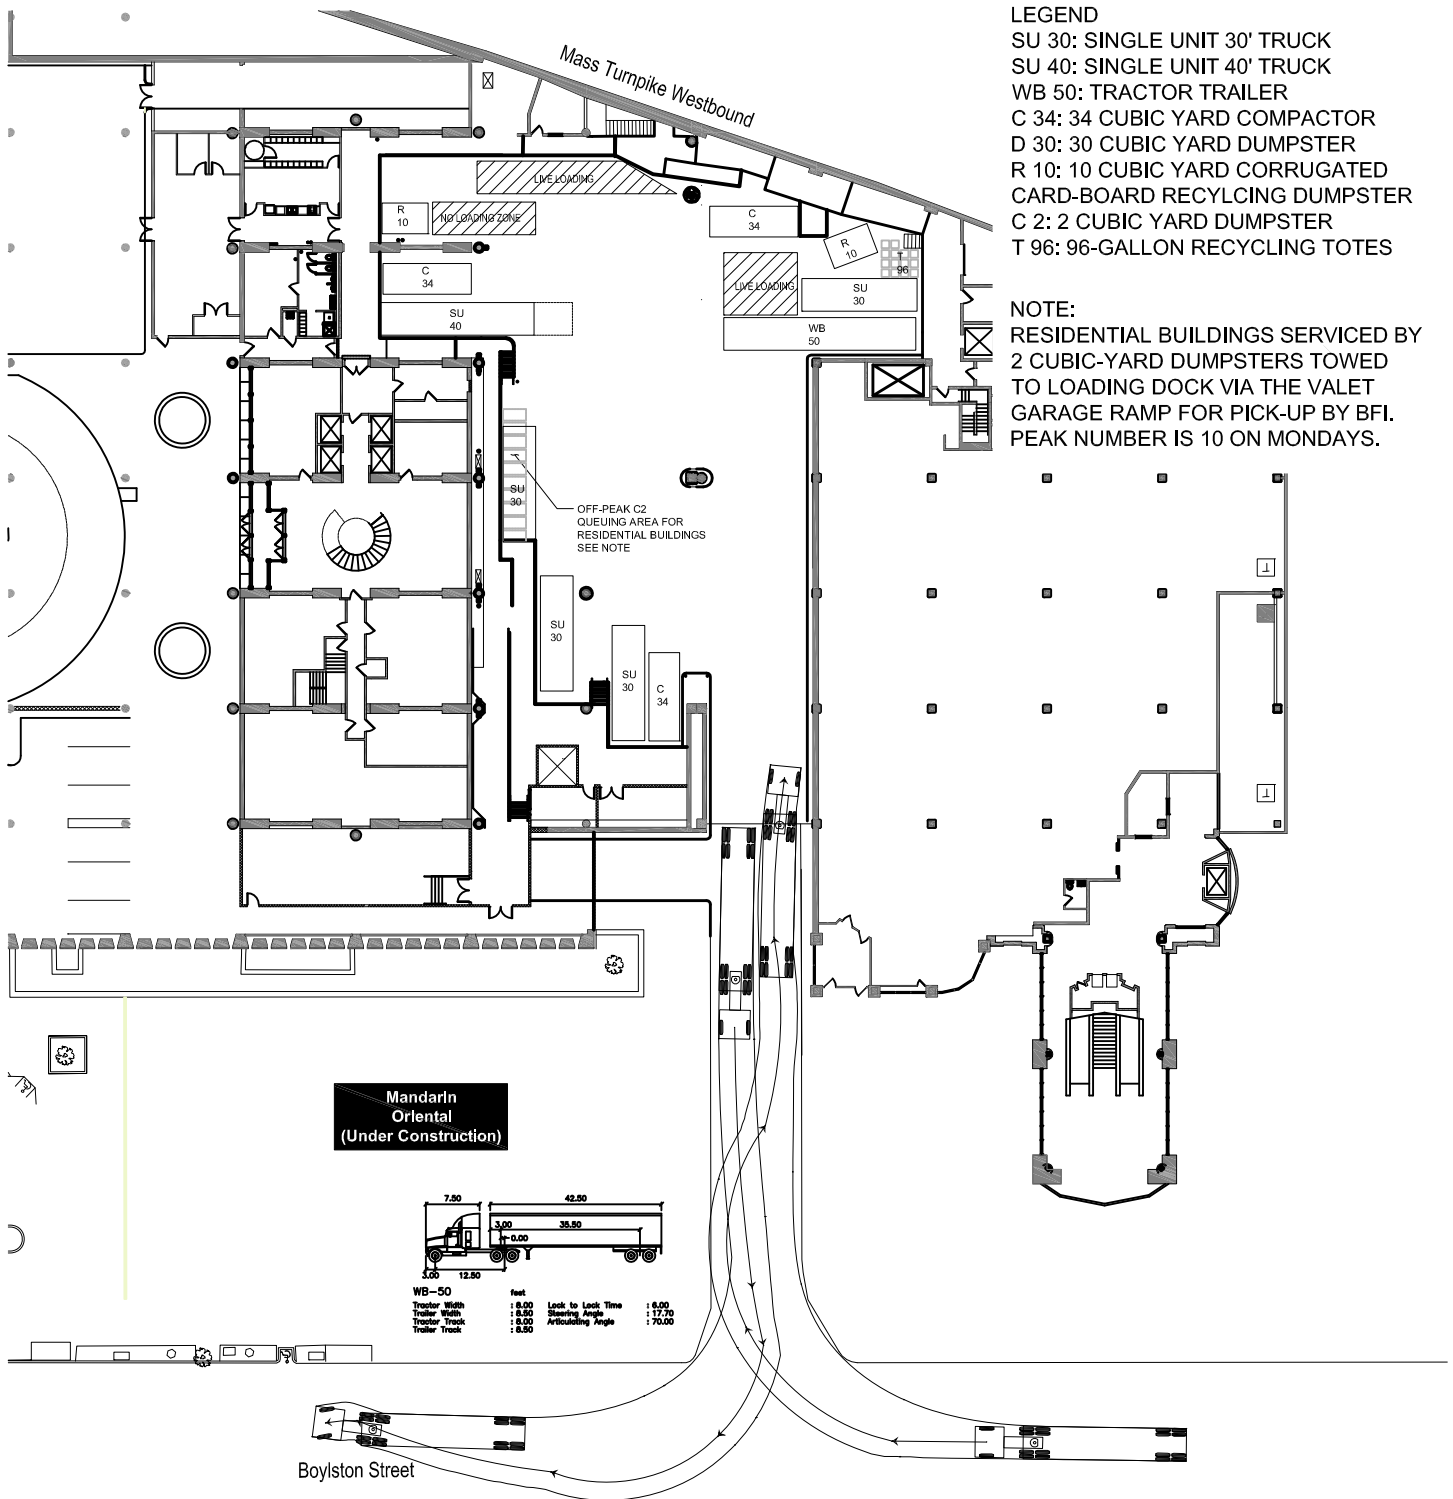 LEGEND
SU 30: SINGLE UNIT 30' TRUCK
SU 40: SINGLE UNIT 40' TRUCK
WB 50: TRACTOR TRAILER
C 34: 34 CUBIC YARD COMPACTOR
D 30: 30 CUBIC YARD DUMPSTER
R 10: 10 CUBIC YARD CORRUGATED
CARD-BOARD RECYLCING DUMPSTER
C 2: 2 CUBIC YARD DUMPSTER
T 96: 96-GALLON RECYCLING TOTES
NOTE:
RESIDENTIAL BUILDINGS SERVICED BY
2 CUBIC-YARD DUMPSTERS TOWED
TO LOADING DOCK VIA THE VALET
GARAGE RAMP FOR PICK-UP BY BFI.
PEAK NUMBER IS 10 ON MONDAYS.
Mass Turnpike Westbound
LIVE LOADING
R
10
NO LOADING ZONE
C
34
SU
40
C
34
R
10
T
96
LIVE LOADING
SU
30
WB
50
SU
30
OFF-PEAK C2
QUEUING AREA FOR
RESIDENTIAL BUILDINGS
SEE NOTE
SU
30
SU
30
C
34
Mandarin
Oriental
(Under Construction)
7.50
42.50
3.00
35.50
0.00
3.00
12.50
WB-50
feet
Tractor Width : 8.00 Lock to Lock Time : 6.00
Trailer Width : 8.50 Steering Angle : 17.70
Tractor Track : 8.00 Articulating Angle : 70.00
Trailer Track : 8.50
Boylston Street